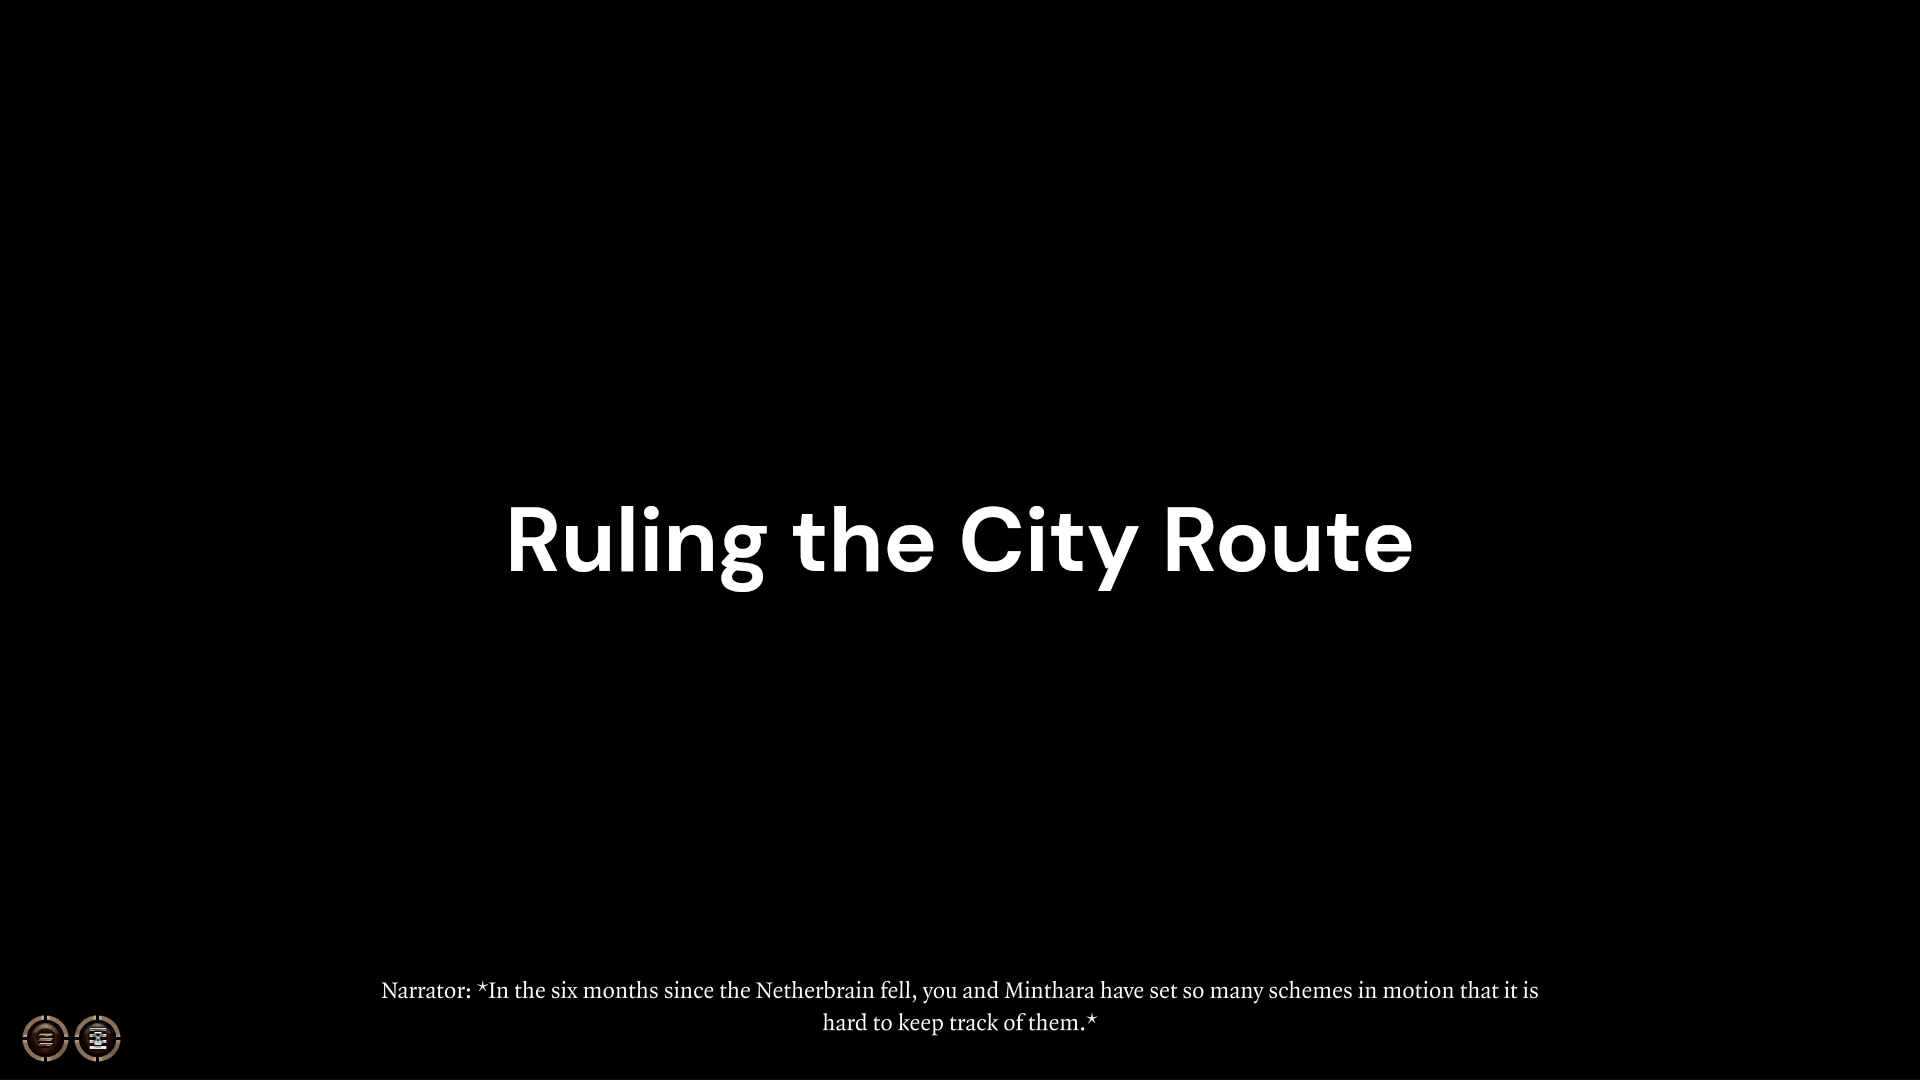 Ruling the City Route
Narrator: *In the six months since the Netherbrain fell, you and Minthara have set so many schemes in motion that it is
hard to keep track of them.*